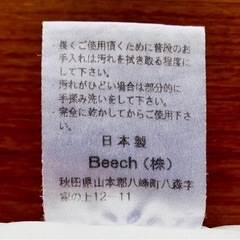 ・長くご使用頂くために普段のお
手入れは汚れを拭き取る程度に
して下さい。
・汚れがひどい場合は部分的に
手揉み洗いをして下さい。
・完全に乾かしてからご使用下さ
い。
日本製
Beech（株）
秋田県山本郡八峰町八森字
家の上12－11